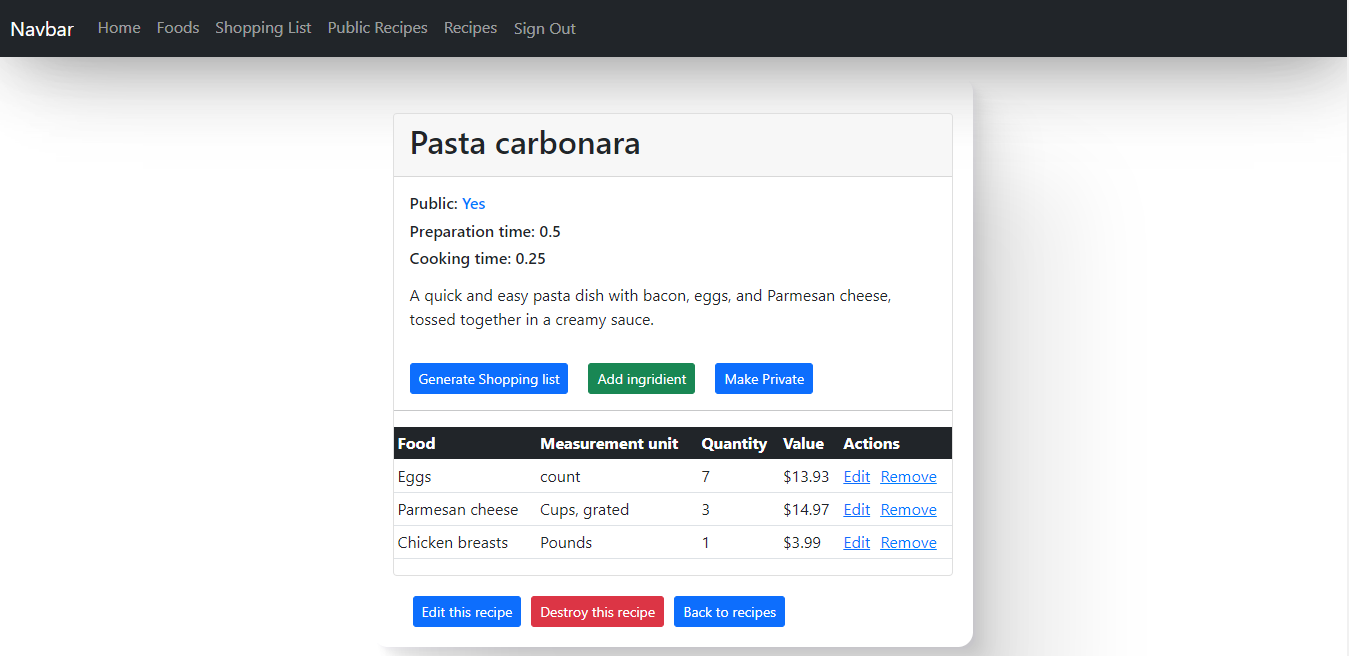 Navbar Home Foods Shopping List Public Recipes Recipes Sign Out
Pasta carbonara
Public: Yes
Preparation time: 0.5
Cooking time: 0.25
A quick and easy pasta dish with bacon, eggs, and Parmesan cheese,
tossed together in a creamy sauce.
Generate Shopping list Add ingridient Make Private
Food Measurement unit Quantity Value Actions
Eggs count 7 $13.93 Edit Remove
Parmesan cheese Cups, grated 3 $14.97 Edit Remove
Chicken breasts Pounds 1 $3.99 Edit Remove
Edit this recipe Destroy this recipe Back to recipes